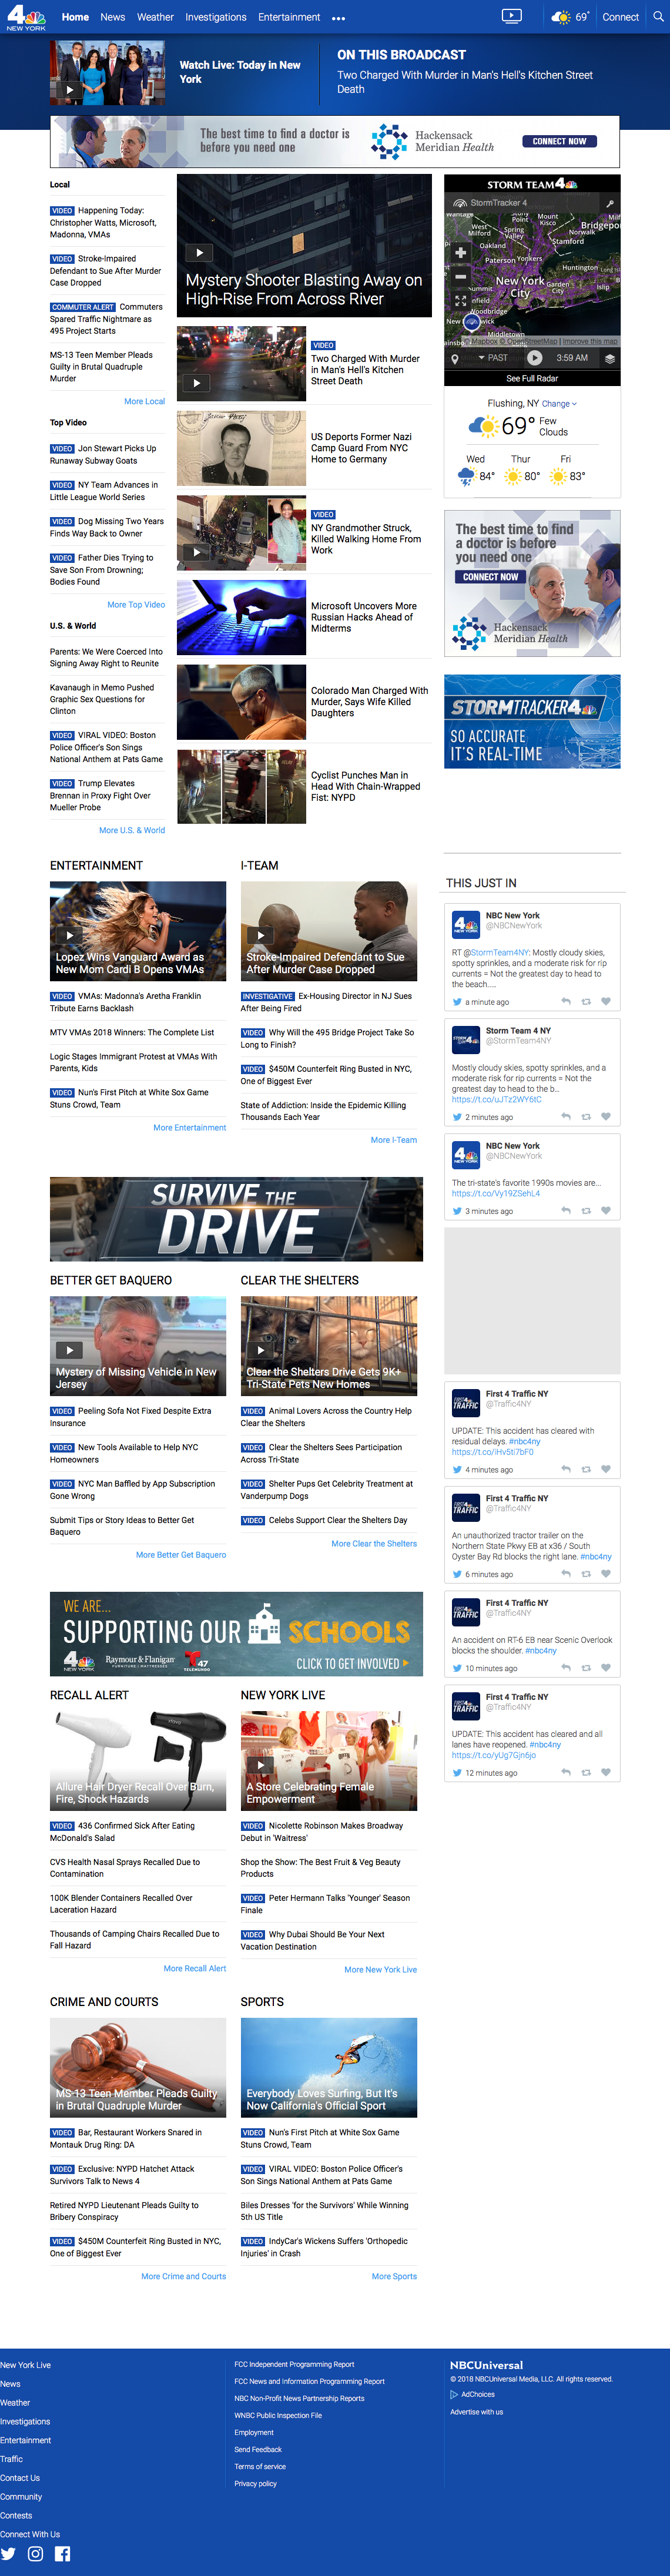 4
NEW YORK
Home
News
Weather
Investigations
Entertainment
69°
Connect
Watch Live: Today in New
York
ON THIS BROADCAST
Two Charged With Murder in Man's Hell's Kitchen Street
Death
The best time to find a doctor is
before you need one
Hackensack
Meridian Health
CONNECT NOW
Local
VIDEO Happening Today:
Christopher Watts, Microsoft,
Madonna, VMAs
VIDEO Stroke-Impaired
Defendant to Sue After Murder
Case Dropped
COMMUTER ALERT Commuters
Spared Traffic Nightmare as
495 Project Starts
MS-13 Teen Member Pleads
Guilty in Brutal Quadruple
Murder
More Local
Top Video
VIDEO Jon Stewart Picks Up
Runaway Subway Goats
VIDEO NY Team Advances in
Little League World Series
VIDEO Dog Missing Two Years
Finds Way Back to Owner
VIDEO Father Dies Trying to
Save Son From Drowning;
Bodies Found
More Top Video
U.S. & World
Parents: We Were Coerced Into
Signing Away Right to Reunite
Kavanaugh in Memo Pushed
Graphic Sex Questions for
Clinton
VIDEO VIRAL VIDEO: Boston
Police Officer's Son Sings
National Anthem at Pats Game
VIDEO Trump Elevates
Brennan in Proxy Fight Over
Mueller Probe
More U.S. & World
Mystery Shooter Blasting Away on
High-Rise From Across River
VIDEO
Two Charged With Murder
in Man's Hell's Kitchen
Street Death
US Deports Former Nazi
Camp Guard From NYC
Home to Germany
VIDEO
NY Grandmother Struck,
Killed Walking Home From
Work
Microsoft Uncovers More
Russian Hacks Ahead of
Midterms
Colorado Man Charged With
Murder, Says Wife Killed
Daughters
Cyclist Punches Man in
Head With Chain-Wrapped
Fist: NYPD
STORM TEAM 4
StormTracker 4
West
Milford
Spring
Valley
Mount
Kisco
Bridgepo
Norwalk
Stamford
Oakland
Paterson Yonkers
Huntington
New York
City
Islip
New
wick
Middletown
© Mapbox © OpenStreetMap | Improve this map
PAST
3:59 AM
See Full Radar
Flushing, NY Change
69° Few
Clouds
Wed
Thur
Fri
84°
80°
83°
The best time to find
a doctor is before
you need one
CONNECT NOW
Hackensack
Meridian Health
STORMTRACKER4
SO ACCURATE
IT'S REAL-TIME
ENTERTAINMENT
Lopez Wins Vanguard Award as
New Mom Cardi B Opens VMAs
VIDEO VMAs: Madonna's Aretha Franklin
Tribute Earns Backlash
MTV VMAs 2018 Winners: The Complete List
Logic Stages Immigrant Protest at VMAs With
Parents, Kids
VIDEO Nun's First Pitch at White Sox Game
Stuns Crowd, Team
More Entertainment
I-TEAM
Stroke-Impaired Defendant to Sue
After Murder Case Dropped
INVESTIGATIVE Ex-Housing Director in NJ Sues
After Being Fired
VIDEO Why Will the 495 Bridge Project Take So
Long to Finish?
VIDEO $450M Counterfeit Ring Busted in NYC,
One of Biggest Ever
State of Addiction: Inside the Epidemic Killing
Thousands Each Year
More I-Team
THIS JUST IN
NBC New York
@NBCNewYork
RT @StormTeam4NY: Mostly cloudy skies,
spotty sprinkles, and a moderate risk for rip
currents = Not the greatest day to head to
the beach....
a minute ago
Storm Team 4 NY
@StormTeam4NY
Mostly cloudy skies, spotty sprinkles, and a
moderate risk for rip currents = Not the
greatest day to head to the b...
https://t.co/uJTz2WY6tC
2 minutes ago
NBC New York
@NBCNewYork
The tri-state's favorite 1990s movies are...
https://t.co/Vy19ZSehL4
3 minutes ago
First 4 Traffic NY
@Traffic4NY
UPDATE: This accident has cleared with
residual delays. #nbc4ny
https://t.co/iHv5ti7bF0
4 minutes ago
First 4 Traffic NY
@Traffic4NY
An unauthorized tractor trailer on the
Northern State Pkwy EB at x36 / South
Oyster Bay Rd blocks the right lane. #nbc4ny
6 minutes ago
First 4 Traffic NY
@Traffic4NY
An accident on RT-6 EB near Scenic Overlook
blocks the shoulder. #nbc4ny
10 minutes ago
First 4 Traffic NY
@Traffic4NY
UPDATE: This accident has cleared and all
lanes have reopened. #nbc4ny
https://t.co/yUg7Gjn6jo
12 minutes ago
SURVIVE THE
DRIVE
BETTER GET BAQUERO
Mystery of Missing Vehicle in New
Jersey
VIDEO Peeling Sofa Not Fixed Despite Extra
Insurance
VIDEO New Tools Available to Help NYC
Homeowners
VIDEO NYC Man Baffled by App Subscription
Gone Wrong
Submit Tips or Story Ideas to Better Get
Baquero
More Better Get Baquero
CLEAR THE SHELTERS
Clear the Shelters Drive Gets 9K+
Tri-State Pets New Homes
VIDEO Animal Lovers Across the Country Help
Clear the Shelters
VIDEO Clear the Shelters Sees Participation
Across Tri-State
VIDEO Shelter Pups Get Celebrity Treatment at
Vanderpump Dogs
VIDEO Celebs Support Clear the Shelters Day
More Clear the Shelters
WE ARE...
SUPPORTING OUR SCHOOLS
4
NEW YORK
Raymour & Flanigan
FURNITURE | MATTRESSES
47
TELEMUNDO
CLICK TO GET INVOLVED
RECALL ALERT
Allure Hair Dryer Recall Over Burn,
Fire, Shock Hazards
VIDEO 436 Confirmed Sick After Eating
McDonald's Salad
CVS Health Nasal Sprays Recalled Due to
Contamination
100K Blender Containers Recalled Over
Laceration Hazard
Thousands of Camping Chairs Recalled Due to
Fall Hazard
More Recall Alert
NEW YORK LIVE
A Store Celebrating Female
Empowerment
VIDEO Nicolette Robinson Makes Broadway
Debut in 'Waitress'
Shop the Show: The Best Fruit & Veg Beauty
Products
VIDEO Peter Hermann Talks 'Younger' Season
Finale
VIDEO Why Dubai Should Be Your Next
Vacation Destination
More New York Live
CRIME AND COURTS
MS-13 Teen Member Pleads Guilty
in Brutal Quadruple Murder
VIDEO Bar, Restaurant Workers Snared in
Montauk Drug Ring: DA
VIDEO Exclusive: NYPD Hatchet Attack
Survivors Talk to News 4
Retired NYPD Lieutenant Pleads Guilty to
Bribery Conspiracy
VIDEO $450M Counterfeit Ring Busted in NYC,
One of Biggest Ever
More Crime and Courts
SPORTS
Everybody Loves Surfing, But It's
Now California's Official Sport
VIDEO Nun's First Pitch at White Sox Game
Stuns Crowd, Team
VIDEO VIRAL VIDEO: Boston Police Officer's
Son Sings National Anthem at Pats Game
Biles Dresses 'for the Survivors' While Winning
5th US Title
VIDEO IndyCar's Wickens Suffers 'Orthopedic
Injuries' in Crash
More Sports
New York Live
News
Weather
Investigations
Entertainment
Traffic
Contact Us
Community
Contests
Connect With Us
FCC Independent Programming Report
FCC News and Information Programming Report
NBC Non-Profit News Partnership Reports
WNBC Public Inspection File
Employment
Send Feedback
Terms of service
Privacy policy
NBCUniversal
© 2018 NBCUniversal Media, LLC. All rights reserved.
AdChoices
Advertise with us